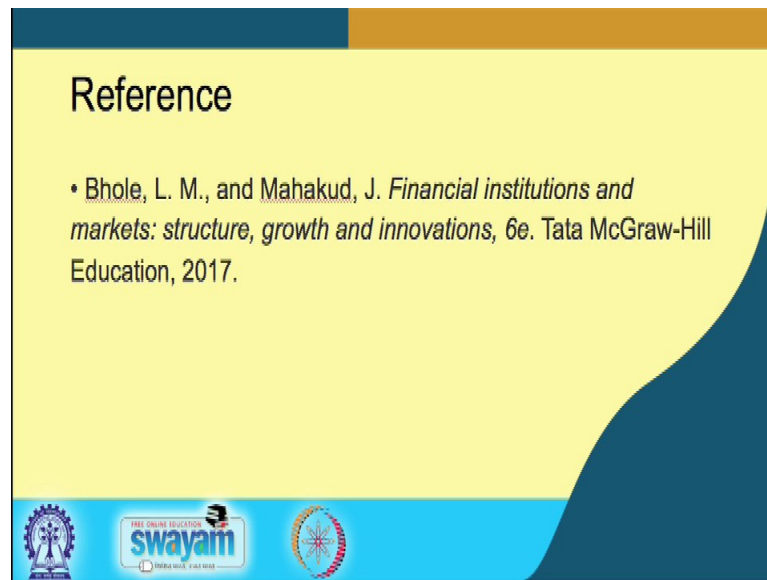 Reference
• Bhole, L. M., and Mahakud, J. Financial institutions and
markets: structure, growth and innovations, 6e. Tata McGraw-Hill
Education, 2017.
FREE ONLINE EDUCATION
swayam